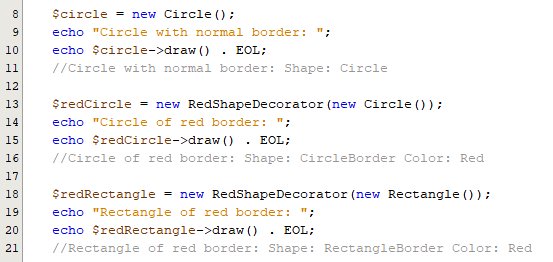 8 $circle = new Circle();
9 echo "Circle with normal border: ";
10 echo $circle->draw() . EOL;
11 //Circle with normal border: Shape: Circle
12
13 $redCircle = new RedShapeDecorator(new Circle());
14 echo "Circle of red border: ";
15 echo $redCircle->draw() . EOL;
16 //Circle of red border: Shape: CircleBorder Color: Red
17
18 $redRectangle = new RedShapeDecorator(new Rectangle());
19 echo "Rectangle of red border: ";
20 echo $redRectangle->draw() . EOL;
21 //Rectangle of red border: Shape: RectangleBorder Color: Red